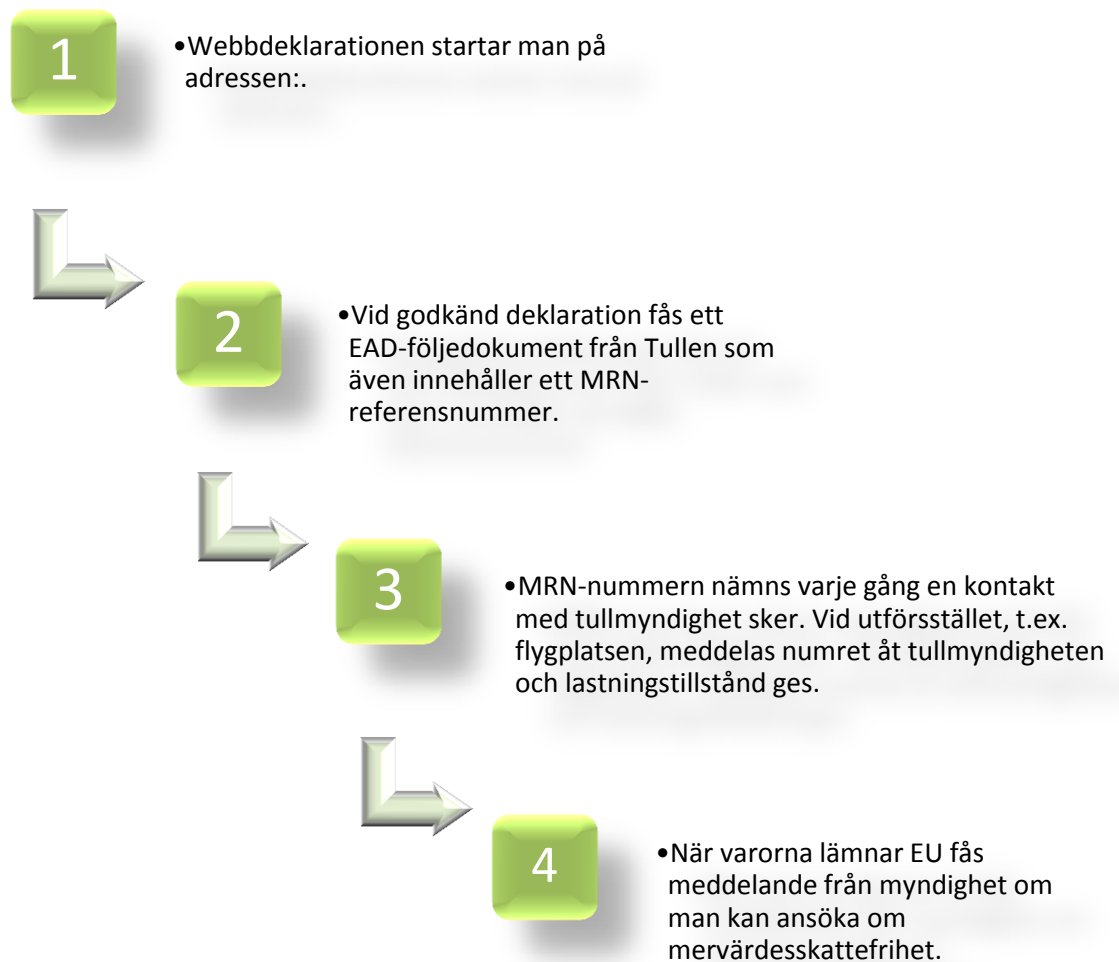 1
•Webbdeklarationen startar man på
adressen:.
2
•Vid godkänd deklaration fås ett
EAD-följedokument från Tullen som
även innehåller ett MRN-
referensnummer.
3
•MRN-nummern nämns varje gång en kontakt
med tullmyndighet sker. Vid utförsstället, t.ex.
flygplatsen, meddelas numret åt tullmyndigheten
och lastningstillstånd ges.
4
•När varorna lämnar EU fås
meddelande från myndighet om
man kan ansöka om
mervärdesskattefrihet.